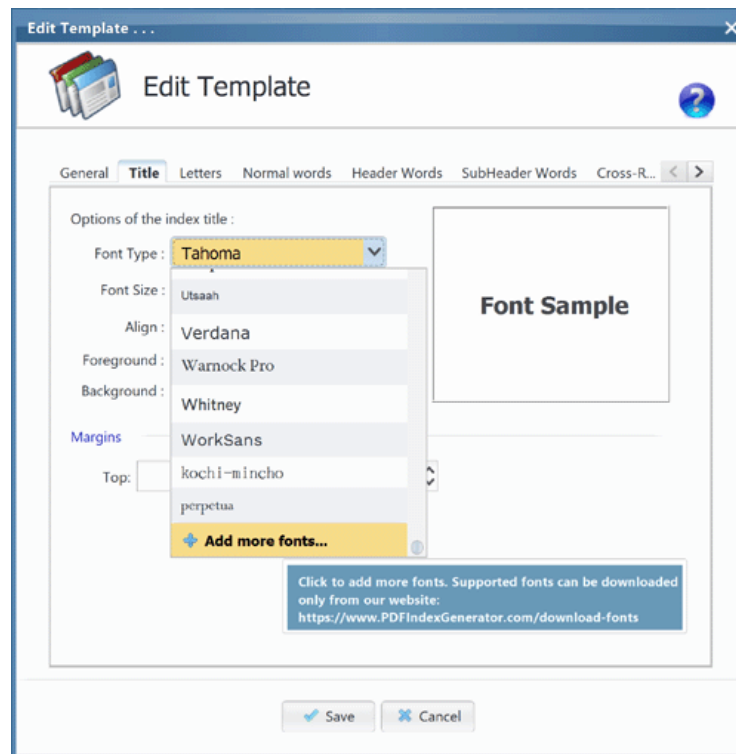 Edit Template . . .
Edit Template
General Title Letters Normal words Header Words SubHeader Words Cross-R...
Options of the index title :
Font Type : Tahoma
Font Size :
Utsaah
Font Sample
Align :
Verdana
Foreground :
Warnock Pro
Background :
Whitney
Margins
WorkSans
Top:
kochi-mincho
perpetua
Add more fonts...
Click to add more fonts. Supported fonts can be downloaded
only from our website:
https://www.PDFIndexGenerator.com/download-fonts
Save Cancel